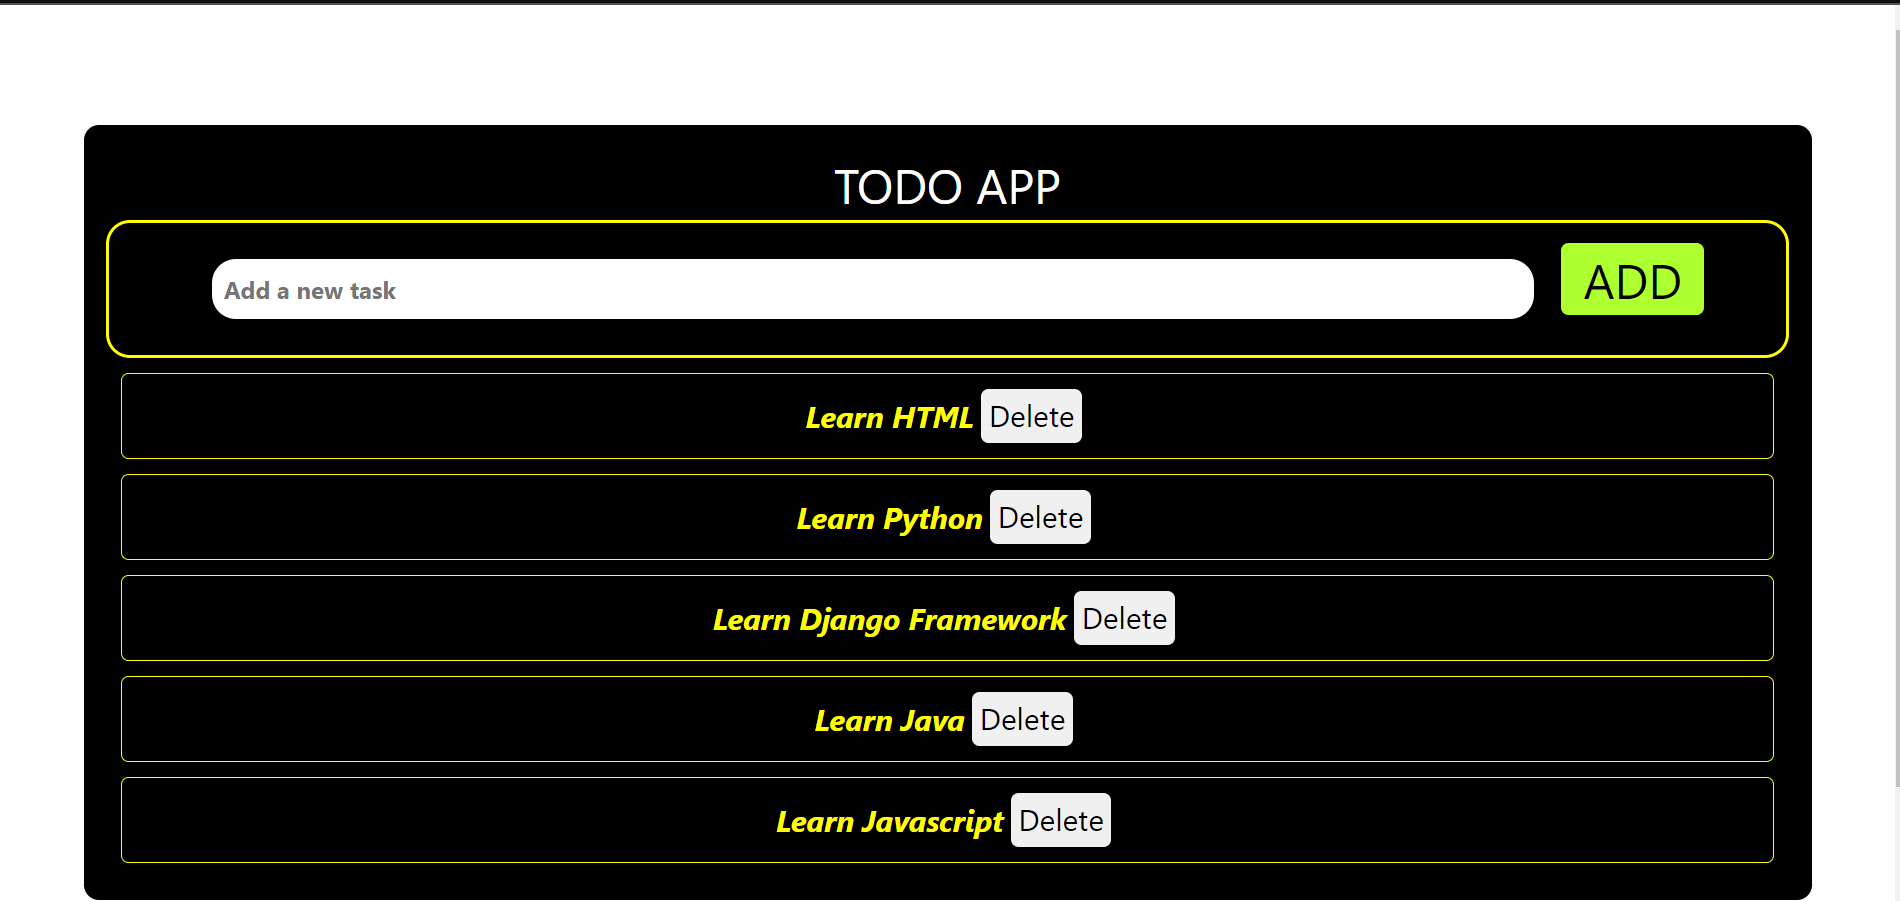 TODO APP
Add a new task
ADD
Learn HTML Delete
Learn Python Delete
Learn Django Framework Delete
Learn Java Delete
Learn Javascript Delete